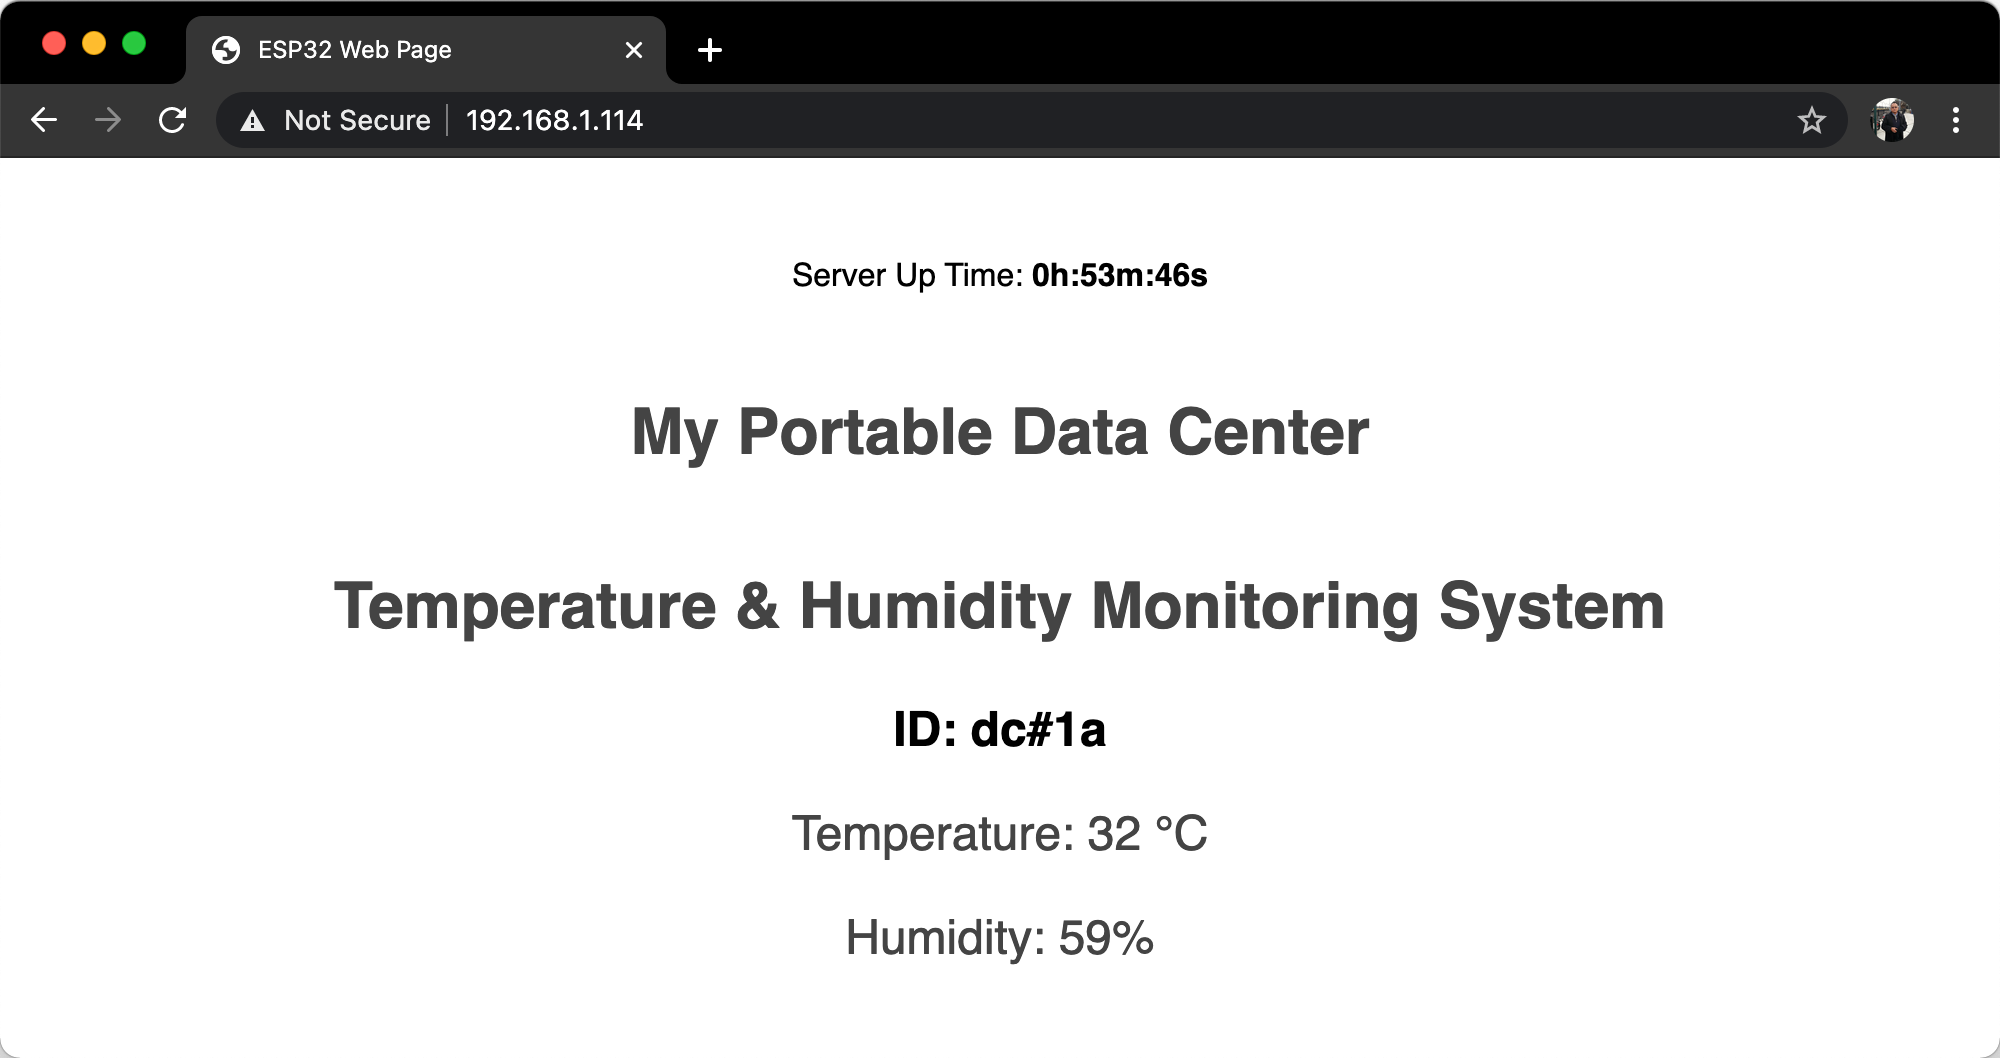 ESP32 Web Page
Not Secure 192.168.1.114
Server Up Time: 0h:53m:46s
My Portable Data Center
Temperature & Humidity Monitoring System
ID: dc#1a
Temperature: 32 °C
Humidity: 59%